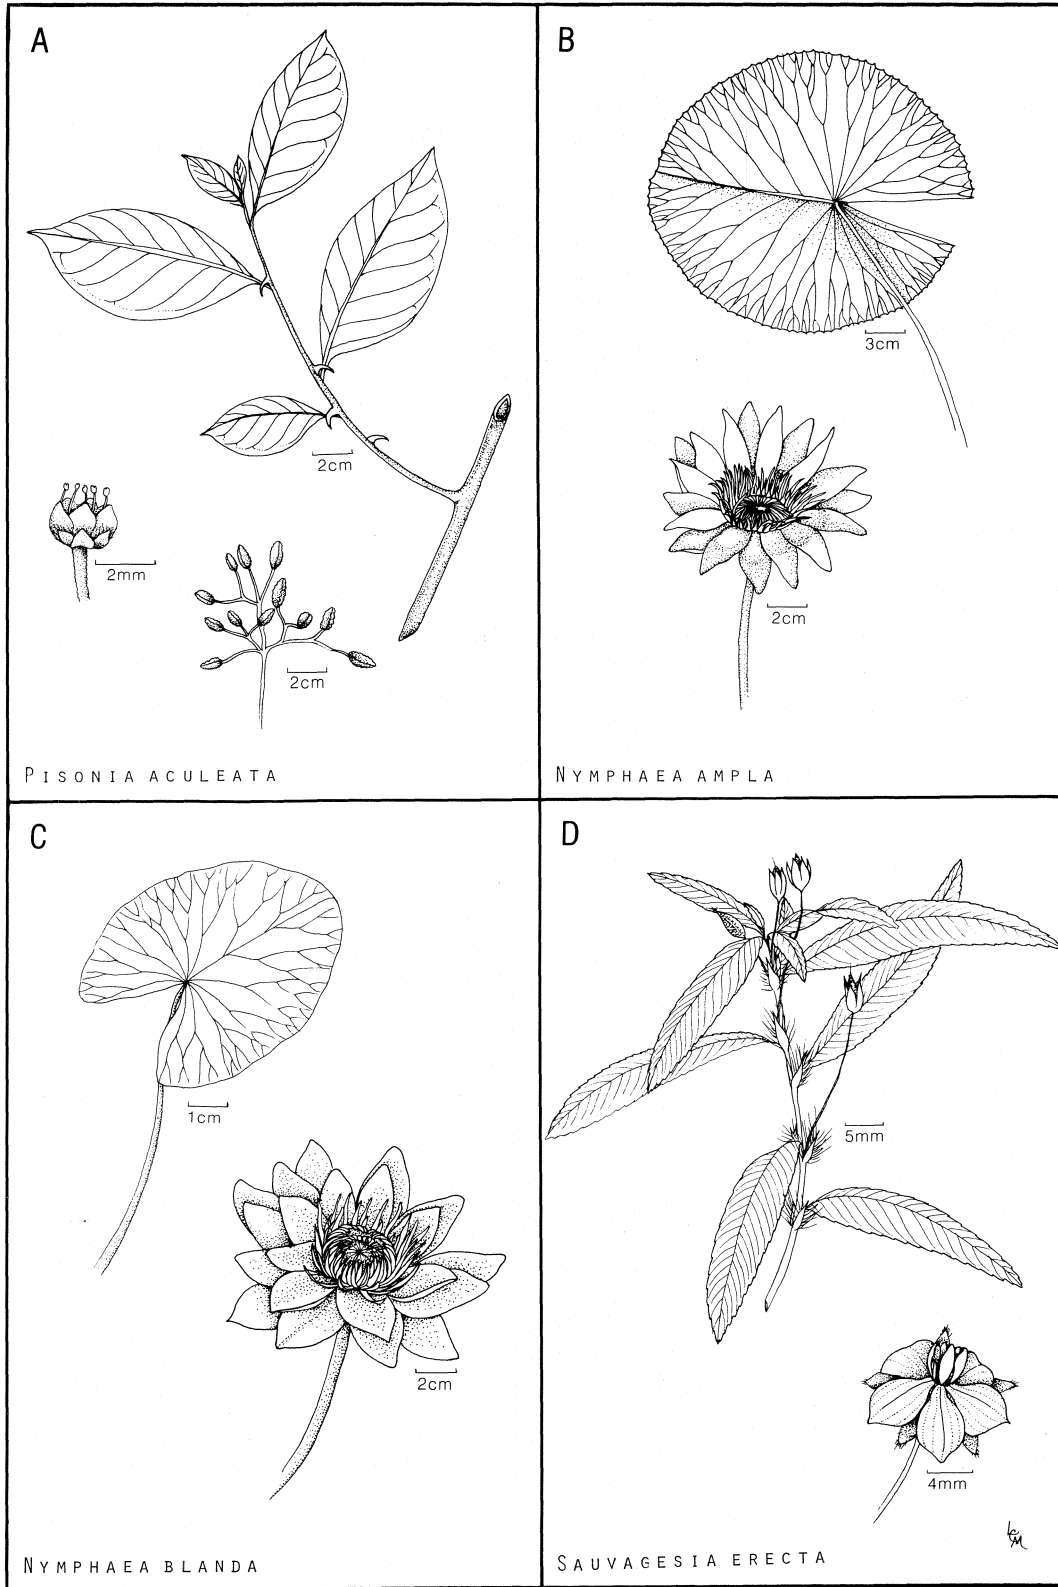 A
2cm
2mm
2cm
PISONIA ACULEATA
B
3cm
2cm
NYMPHAEA AMPLA
C
1cm
2cm
NYMPHAEA BLANDA
D
5mm
4mm
SAUVAGESIA ERECTA